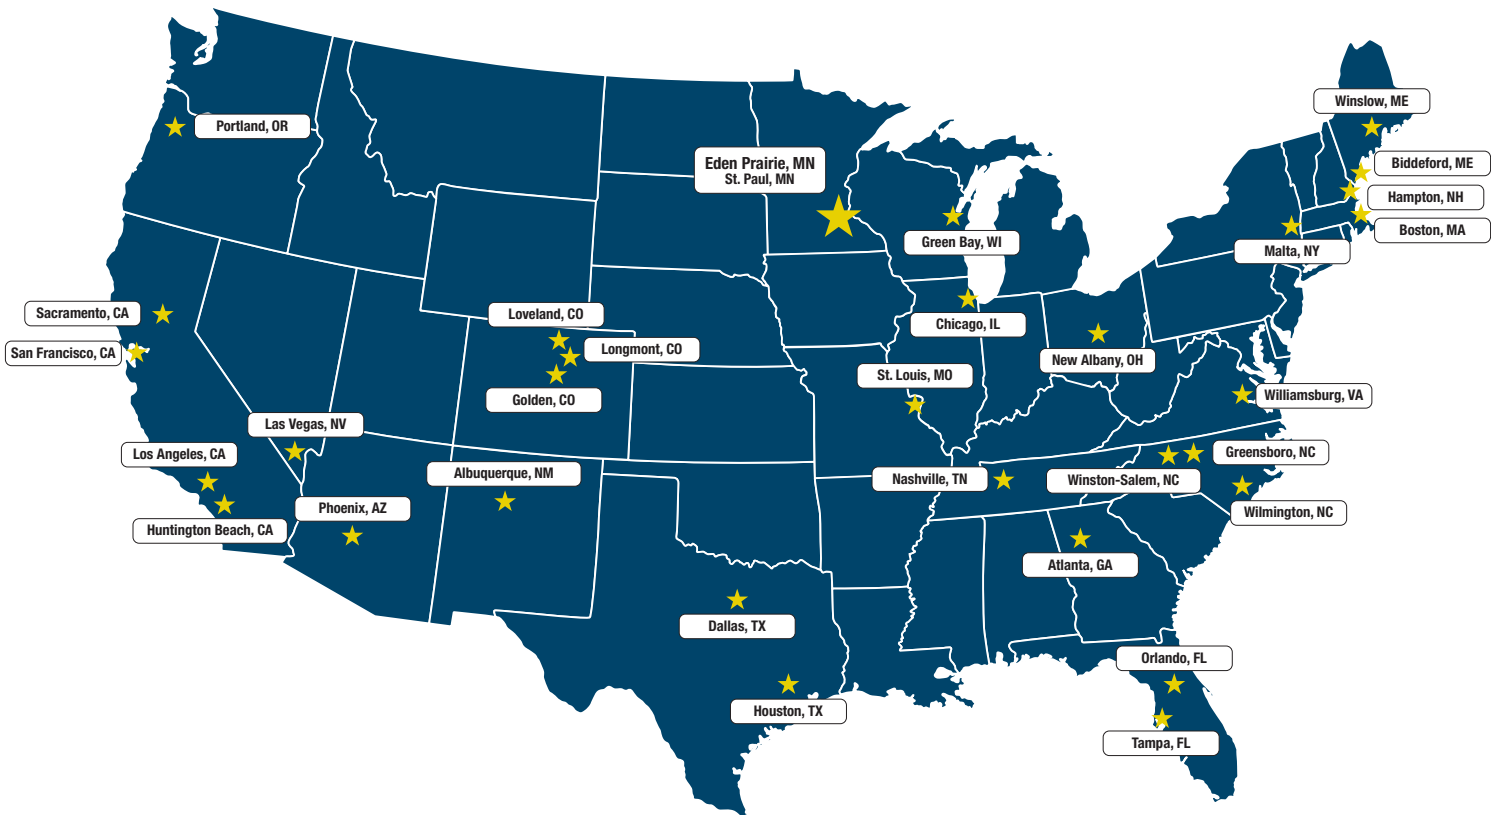 Winslow, ME
Portland, OR
Eden Prairie, MN
St. Paul, MN
Biddeford, ME
Hampton, NH
Boston, MA
Green Bay, WI
Malta, NY
Sacramento, CA
Loveland, CO
Chicago, IL
San Francisco, CA
Longmont, CO
New Albany, OH
St. Louis, MO
Golden, CO
Williamsburg, VA
Las Vegas, NV
Los Angeles, CA
Greensboro, NC
Albuquerque, NM
Nashville, TN
Winston-Salem, NC
Phoenix, AZ
Wilmington, NC
Huntington Beach, CA
Atlanta, GA
Dallas, TX
Orlando, FL
Houston, TX
Tampa, FL